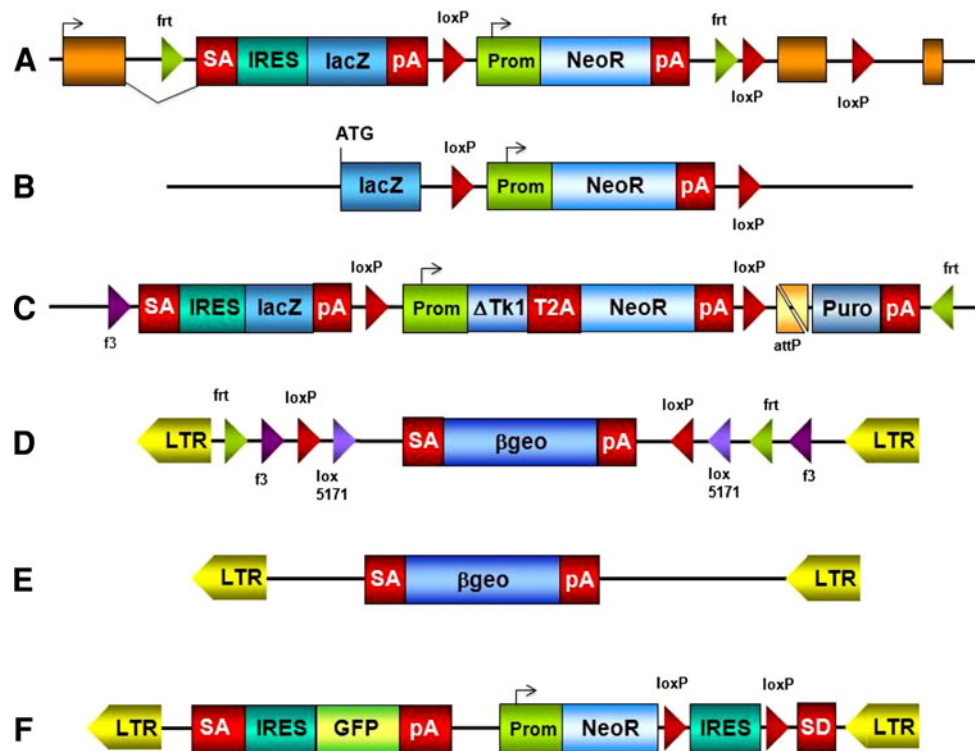 frt loxP frt
A SA IRES lacZ pA Prom NeoR pA
loxP loxP
ATG
loxP
B lacZ Prom NeoR pA
loxP
loxP loxP frt
C SA IRES lacZ pA Prom ΔTk1 T2A NeoR pA Puro pA
f3 attP
frt loxP loxP frt
D LTR SA βgeo pA LTR
f3 lox lox f3
5171 5171
E LTR SA βgeo pA LTR
loxP loxP
F LTR SA IRES GFP pA Prom NeoR IRES SD LTR